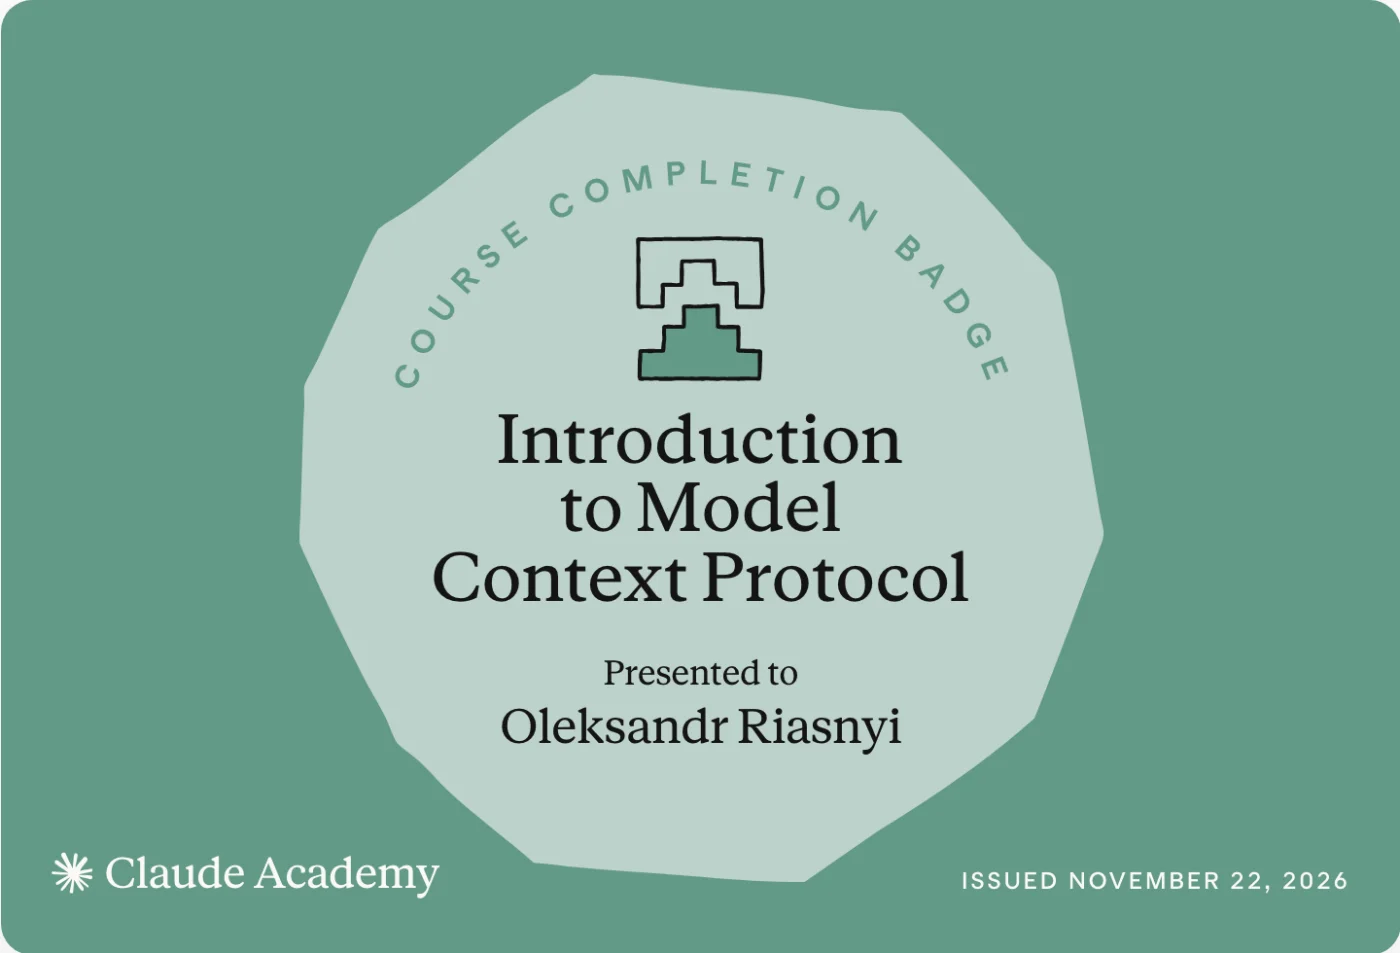 COURSE COMPLETION BADGE
Introduction
to Model
Context Protocol
Presented to
Oleksandr Riasnyi
Claude Academy
ISSUED NOVEMBER 22, 2026